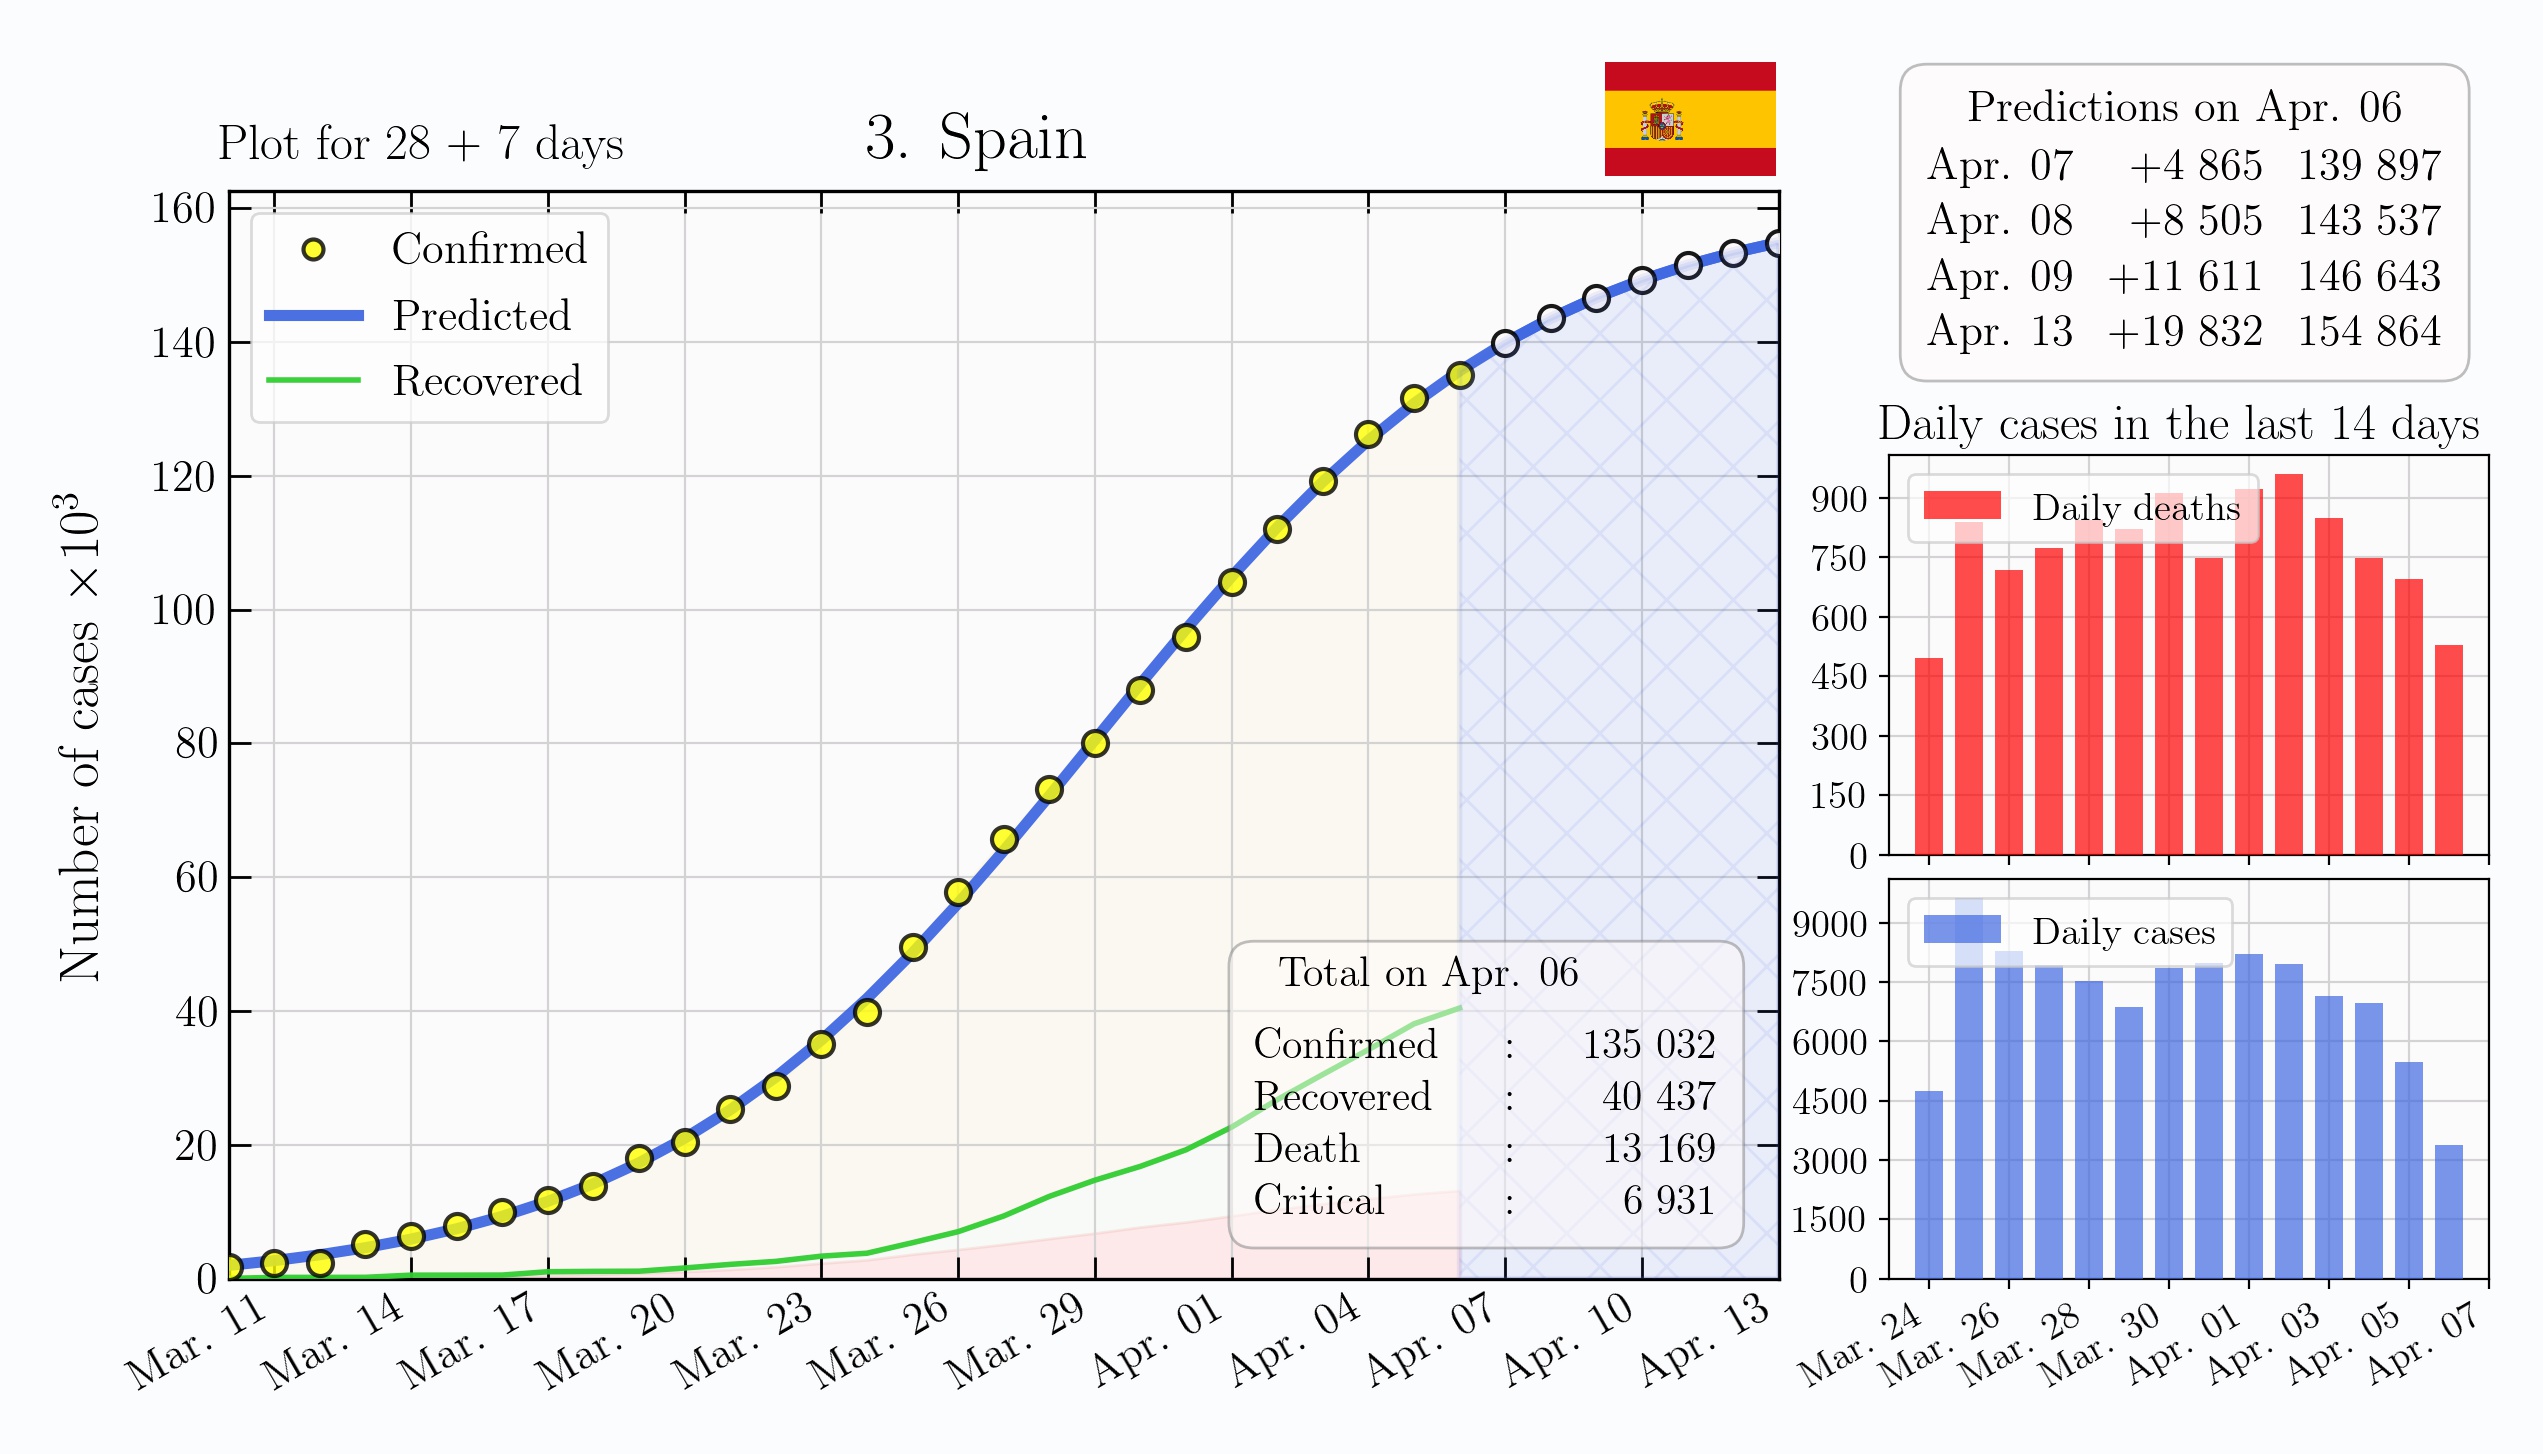 Plot for 28 + 7 days
3. Spain
Number of cases ×10³
160
140
120
100
80
60
40
20
0
Confirmed
Predicted
Recovered
Total on Apr. 06
Confirmed : 135 032
Recovered : 40 437
Death : 13 169
Critical : 6 931
Mar. 11 Mar. 14 Mar. 17 Mar. 20 Mar. 23 Mar. 26 Mar. 29 Apr. 01 Apr. 04 Apr. 07 Apr. 10 Apr. 13
Predictions on Apr. 06
Apr. 07 +4 865 139 897
Apr. 08 +8 505 143 537
Apr. 09 +11 611 146 643
Apr. 13 +19 832 154 864
Daily cases in the last 14 days
Daily deaths
900
750
600
450
300
150
0
Daily cases
9000
7500
6000
4500
3000
1500
0
Mar. 24 Mar. 26 Mar. 28 Mar. 30 Apr. 01 Apr. 03 Apr. 05 Apr. 07